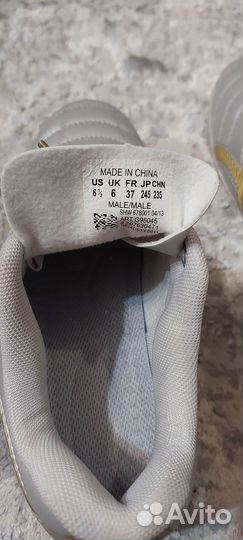 MADE IN CHINA
US UK FR JP CHN
6½ 6 37 245 235
MALE/MALE
SHW 678001 04/13
ART G95045
Avito